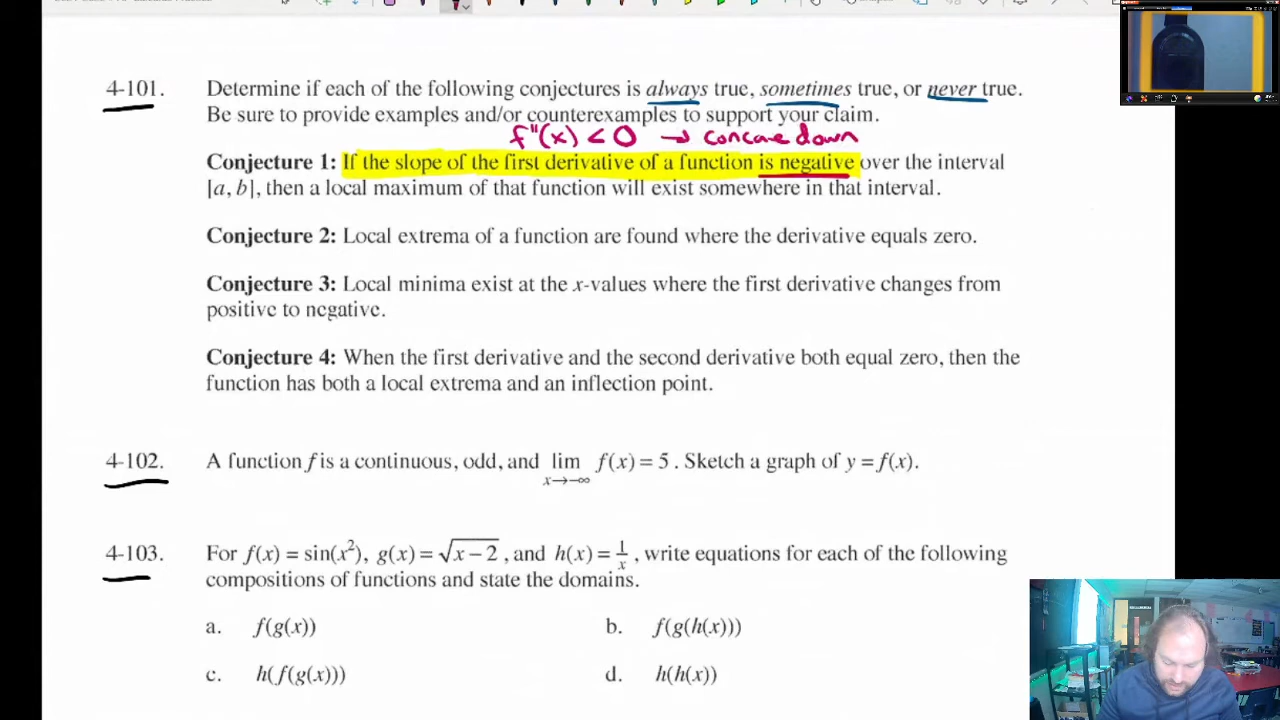 4-101. Determine if each of the following conjectures is always true, sometimes true, or never true.
Be sure to provide examples and/or counterexamples to support your claim.
f"(x) < 0 → concave down
Conjecture 1: If the slope of the first derivative of a function is negative over the interval
[a, b], then a local maximum of that function will exist somewhere in that interval.
Conjecture 2: Local extrema of a function are found where the derivative equals zero.
Conjecture 3: Local minima exist at the x-values where the first derivative changes from
positive to negative.
Conjecture 4: When the first derivative and the second derivative both equal zero, then the
function has both a local extrema and an inflection point.
4-102. A function f is a continuous, odd, and lim x→−∞ f(x) = 5. Sketch a graph of y = f(x).
4-103. For f(x) = sin(x²), g(x) = √(x − 2), and h(x) = 1/x, write equations for each of the following
compositions of functions and state the domains.
a. f(g(x)) b. f(g(h(x)))
c. h(f(g(x))) d. h(h(x))